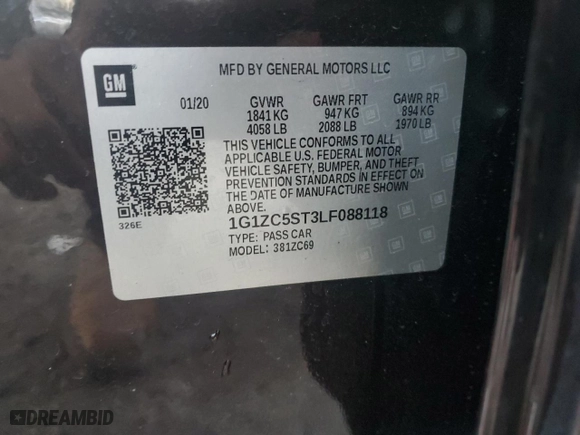 GM
MFD BY GENERAL MOTORS LLC
01/20 GVWR GAWR FRT GAWR RR
1841 KG 947 KG 894 KG
4058 LB 2088 LB 1970 LB
THIS VEHICLE CONFORMS TO ALL
APPLICABLE U.S. FEDERAL MOTOR
VEHICLE SAFETY, BUMPER, AND THEFT
PREVENTION STANDARDS IN EFFECT ON
THE DATE OF MANUFACTURE SHOWN
ABOVE.
326E
1G1ZC5ST3LF088118
TYPE: PASS CAR
MODEL: 381ZC69
DREAMBID